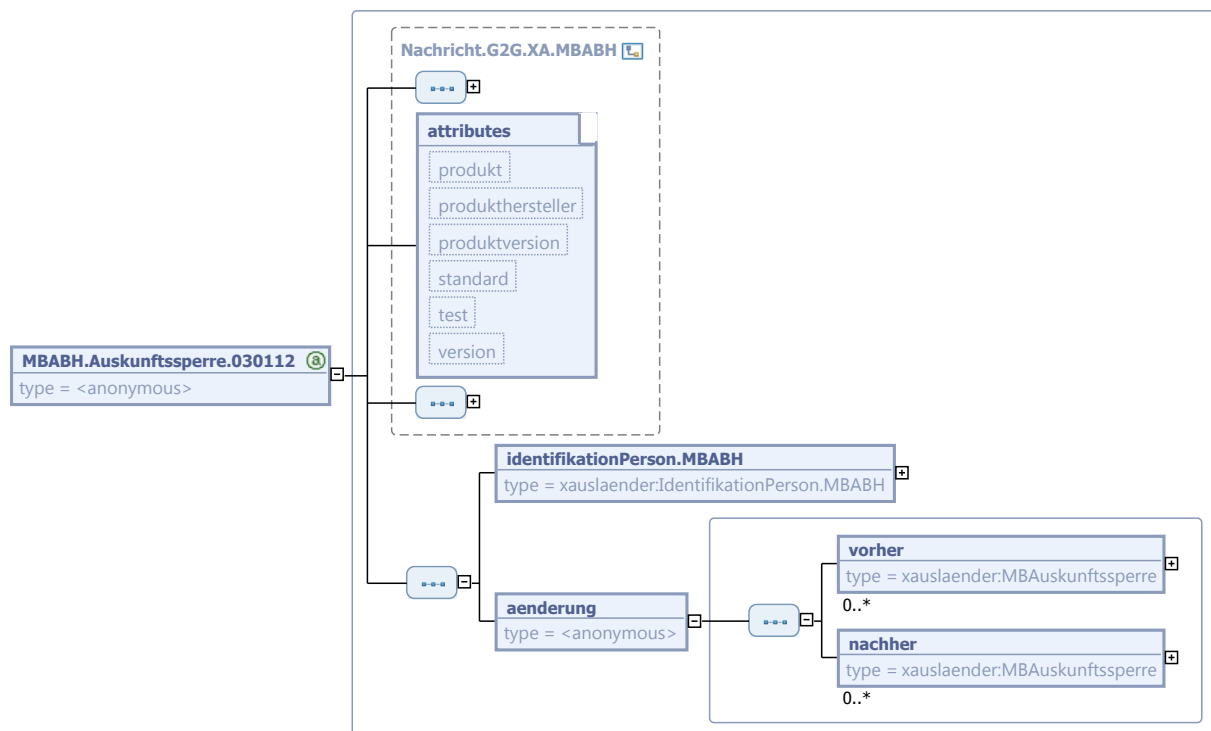 Nachricht.G2G.XA.MBABH
attributes
produkt
produkthersteller
produktversion
standard
test
version
MBABH.Auskunftssperre.030112
type = <anonymous>
identifikationPerson.MBABH
type = xauslaender:IdentifikationPerson.MBABH
aenderung
type = <anonymous>
vorher
type = xauslaender:MBAuskunftssperre
0..*
nachher
type = xauslaender:MBAuskunftssperre
0..*